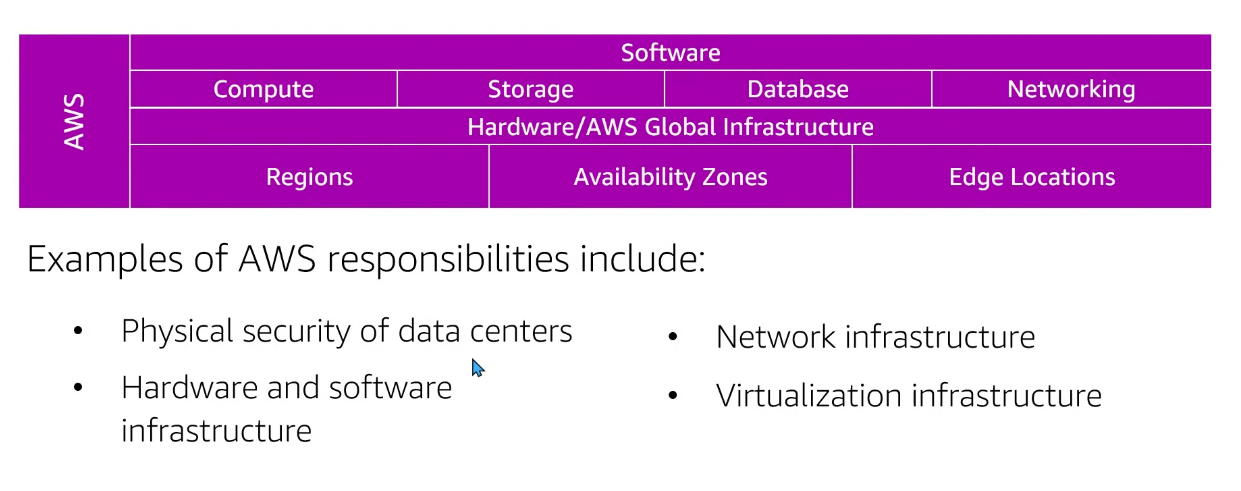 AWS
Software
Compute
Storage
Database
Networking
Hardware/AWS Global Infrastructure
Regions
Availability Zones
Edge Locations
Examples of AWS responsibilities include:
• Physical security of data centers
• Hardware and software
infrastructure
• Network infrastructure
• Virtualization infrastructure